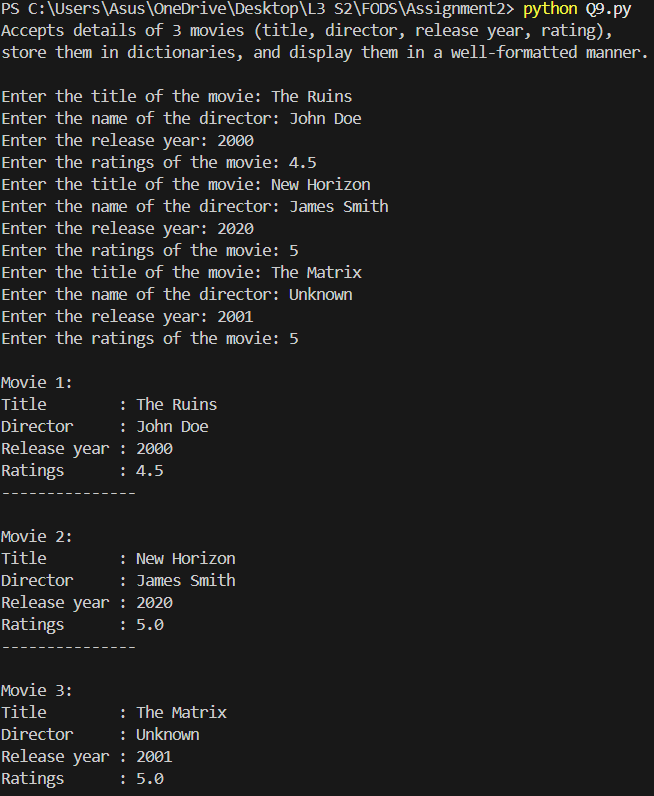 PS C:\Users\Asus\OneDrive\Desktop\L3 S2\FODS\Assignment2> python Q9.py
Accepts details of 3 movies (title, director, release year, rating),
store them in dictionaries, and display them in a well-formatted manner.

Enter the title of the movie: The Ruins
Enter the name of the director: John Doe
Enter the release year: 2000
Enter the ratings of the movie: 4.5
Enter the title of the movie: New Horizon
Enter the name of the director: James Smith
Enter the release year: 2020
Enter the ratings of the movie: 5
Enter the title of the movie: The Matrix
Enter the name of the director: Unknown
Enter the release year: 2001
Enter the ratings of the movie: 5

Movie 1:
Title        : The Ruins
Director     : John Doe
Release year : 2000
Ratings      : 4.5
---------------

Movie 2:
Title        : New Horizon
Director     : James Smith
Release year : 2020
Ratings      : 5.0
---------------

Movie 3:
Title        : The Matrix
Director     : Unknown
Release year : 2001
Ratings      : 5.0